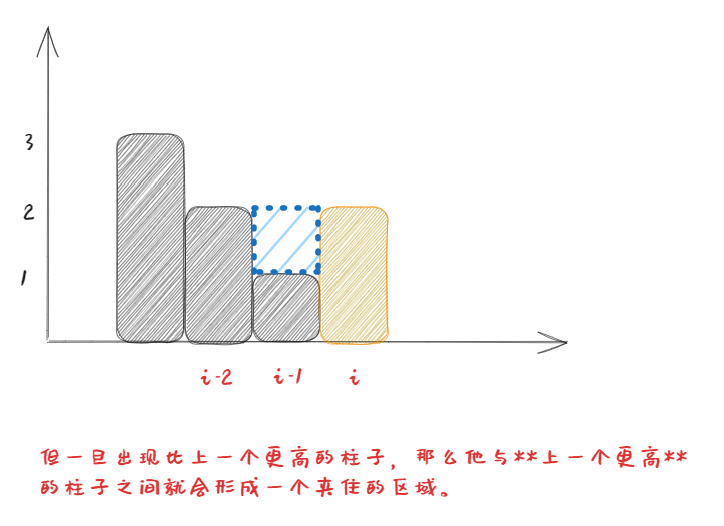 3
2
1
i-2 i-1 i
但一旦出现比上一个更高的柱子，那么他与**上一个更高**
的柱子之间就会形成一个夹住的区域。